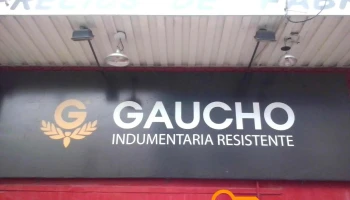 G
GAUCHO
INDUMENTARIA RESISTENTE